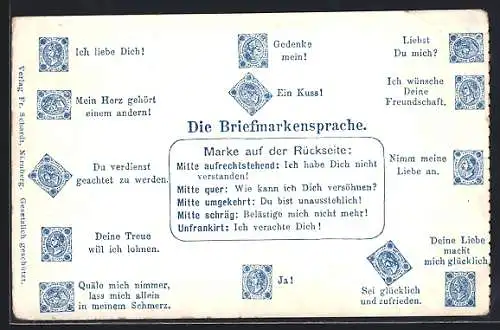 Ich liebe Dich!
Gedenke
mein!
Liebst
Du mich?
Mein Herz gehört
einem andern!
Ein Kuss!
Ich wünsche
Deine
Freundschaft.
Die Briefmarkensprache.
Du verdienst
geachtet zu werden.
Marke auf der Rückseite:
Mitte aufrechtstehend: Ich habe Dich nicht
verstanden!
Mitte quer: Wie kann ich Dich versöhnen?
Mitte umgekehrt: Du bist unausstehlich!
Mitte schräg: Belästige mich nicht mehr!
Unfrankirt: Ich verachte Dich!
Nimm meine
Liebe an.
Deine Treue
will ich lohnen.
Quäle mich nimmer,
lass mich allein
in meinem Schmerz.
Ja!
Sei glücklich
und zufrieden.
Deine Liebe
macht
mich glücklich
Verlag Fr. Schardt, Nürnberg. Gesetzlich geschützt.